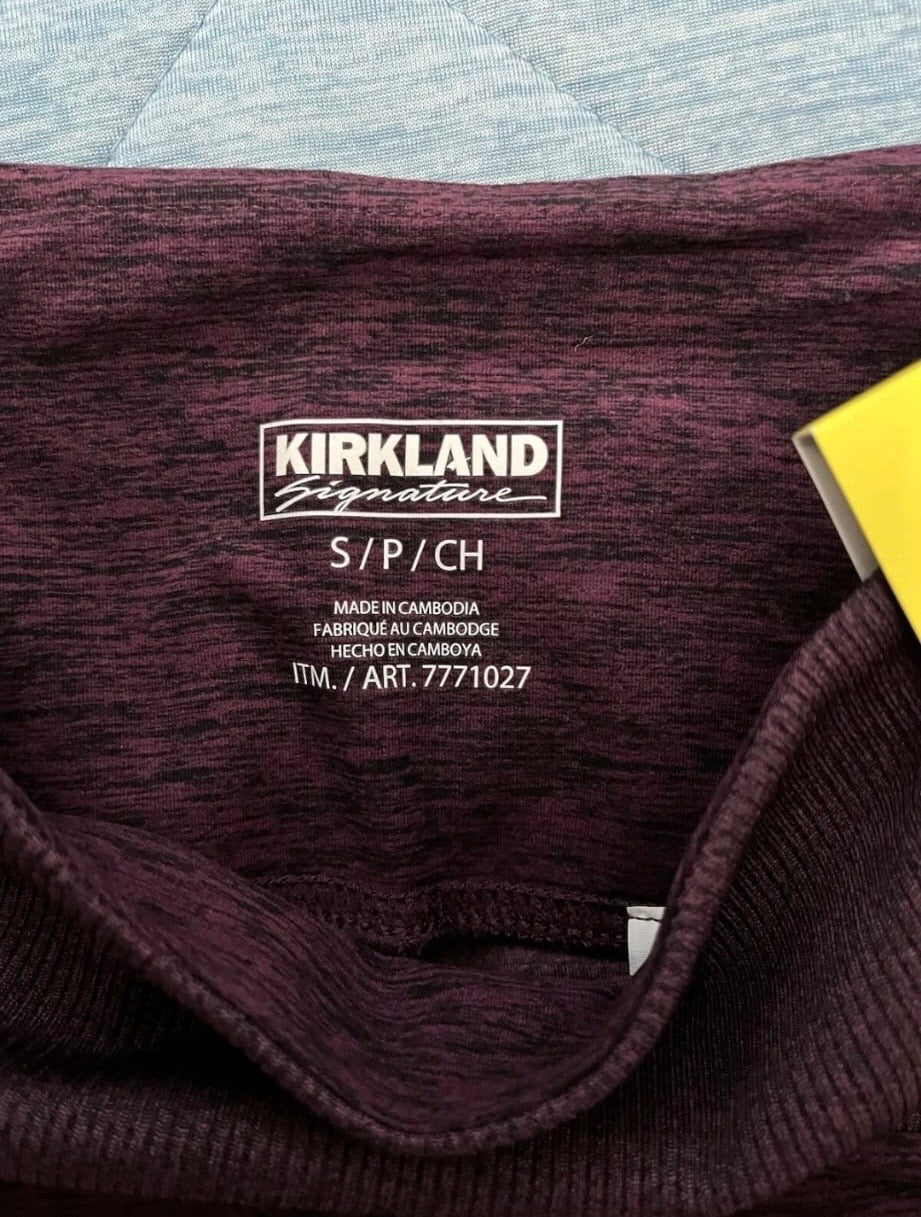 KIRKLAND
Signature
S / P / CH
MADE IN CAMBODIA
FABRIQUÉ AU CAMBODGE
HECHO EN CAMBOYA
ITM. / ART. 7771027